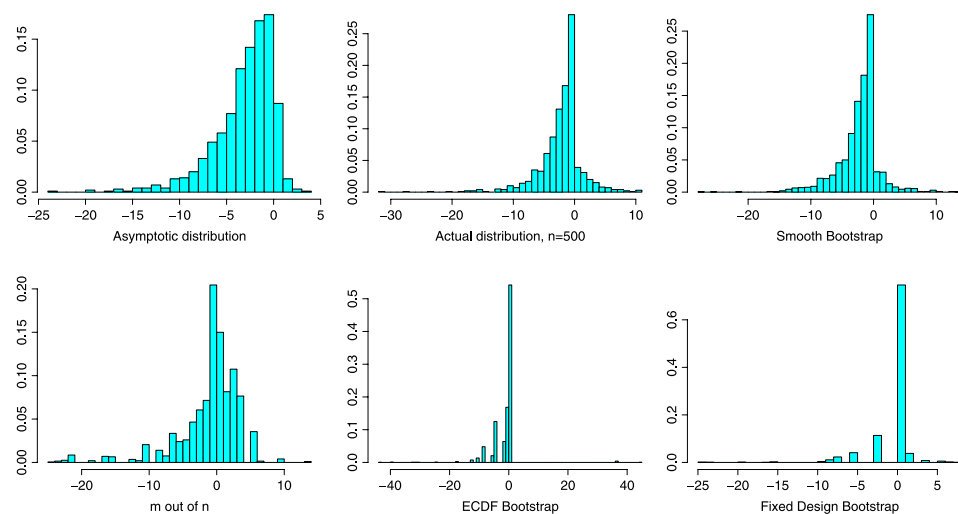 0.00 0.05 0.10 0.15
−25 −20 −15 −10 −5 0 5
Asymptotic distribution
0.00 0.05 0.10 0.15 0.20 0.25
−30 −20 −10 0 10
Actual distribution, n=500
0.00 0.05 0.10 0.15 0.20 0.25
−20 −10 0 10
Smooth Bootstrap
0.00 0.05 0.10 0.15 0.20
−20 −10 0 10
m out of n
0.0 0.1 0.2 0.3 0.4 0.5
−40 −20 0 20 40
ECDF Bootstrap
0.0 0.2 0.4 0.6
−25 −20 −15 −10 −5 0 5
Fixed Design Bootstrap